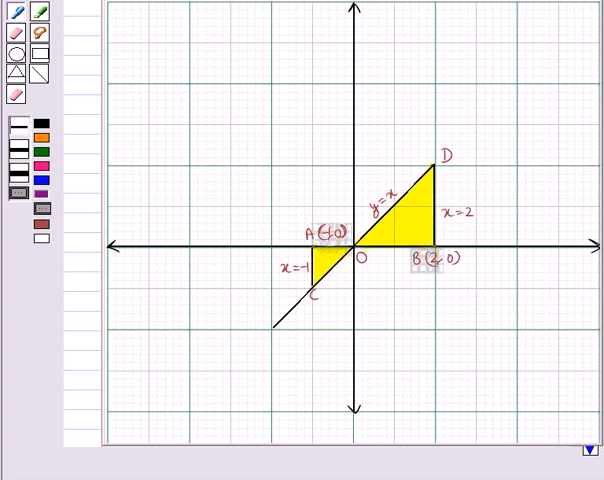 D
y=x
x=2
A(-1,0)
O
B(2,0)
x=-1
C